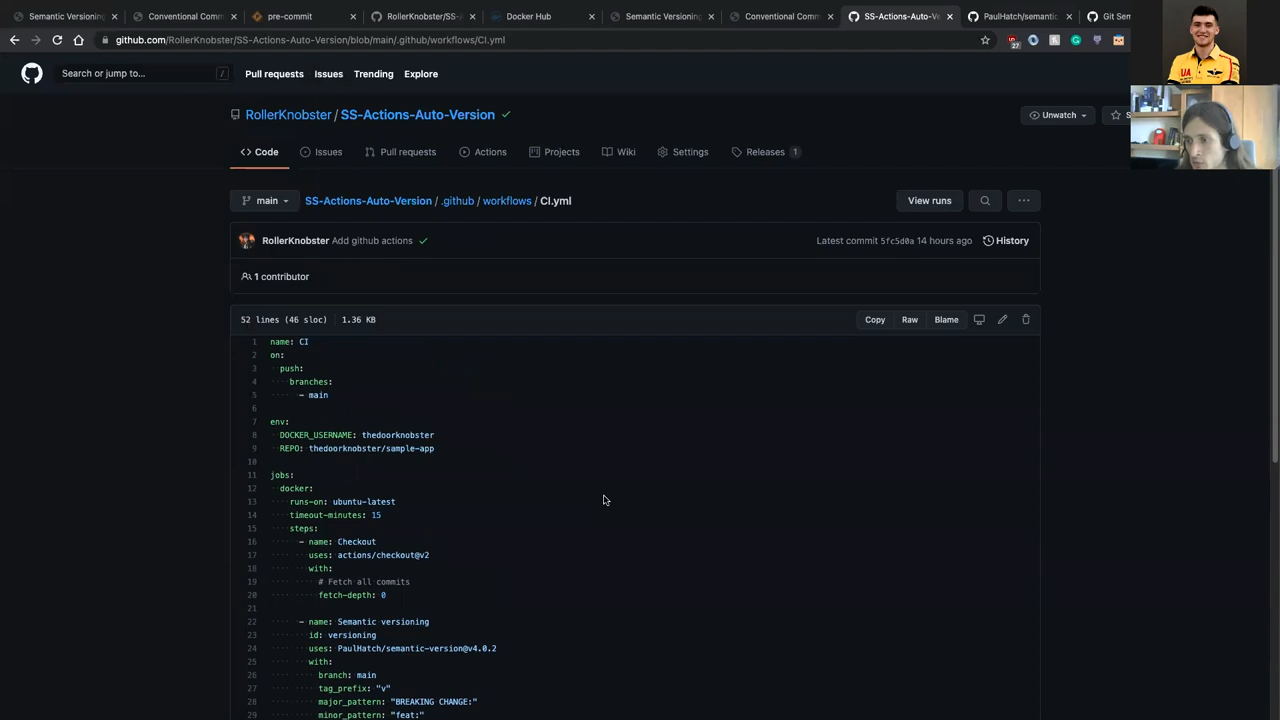 Semantic Versioning
Conventional Comm
pre-commit
RollerKnobster/SS-
Docker Hub
Semantic Versioning
Conventional Comm
SS-Actions-Auto-Ve
PaulHatch/semantic
Git Sem
github.com/RollerKnobster/SS-Actions-Auto-Version/blob/main/.github/workflows/CI.yml
27
UA
Search or jump to...
/
Pull requests
Issues
Trending
Explore
RollerKnobster / SS-Actions-Auto-Version
Unwatch
S
Code
Issues
Pull requests
Actions
Projects
Wiki
Settings
Releases 1
main
SS-Actions-Auto-Version / .github / workflows / CI.yml
View runs
RollerKnobster Add github actions
Latest commit 5fc5d0a 14 hours ago
History
1 contributor
52 lines (46 sloc) 1.36 KB
Copy
Raw
Blame
1 name: CI
2 on:
3 push:
4 branches:
5 - main
6
7 env:
8 DOCKER_USERNAME: thedoorknobster
9 REPO: thedoorknobster/sample-app
10
11 jobs:
12 docker:
13 runs-on: ubuntu-latest
14 timeout-minutes: 15
15 steps:
16 - name: Checkout
17 uses: actions/checkout@v2
18 with:
19 # Fetch all commits
20 fetch-depth: 0
21
22 - name: Semantic versioning
23 id: versioning
24 uses: PaulHatch/semantic-version@v4.0.2
25 with:
26 branch: main
27 tag_prefix: "v"
28 major_pattern: "BREAKING CHANGE:"
29 minor_pattern: "feat:"